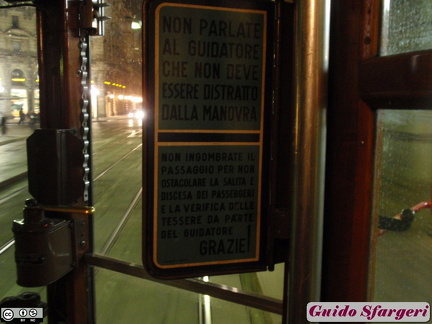 NON PARLATE
AL GUIDATORE
CHE NON DEVE
ESSERE DISTRATTO
DALLA MANOVRA
NON INGOMBRATE IL
PASSAGGIO PER NON
OSTACOLARE LA SALITA E
DISCESA DEI PASSEGGERI
E LA VERIFICA DELLE
TESSERE DA PARTE
DEL GUIDATORE
GRAZIE!
Guido Sfargeri